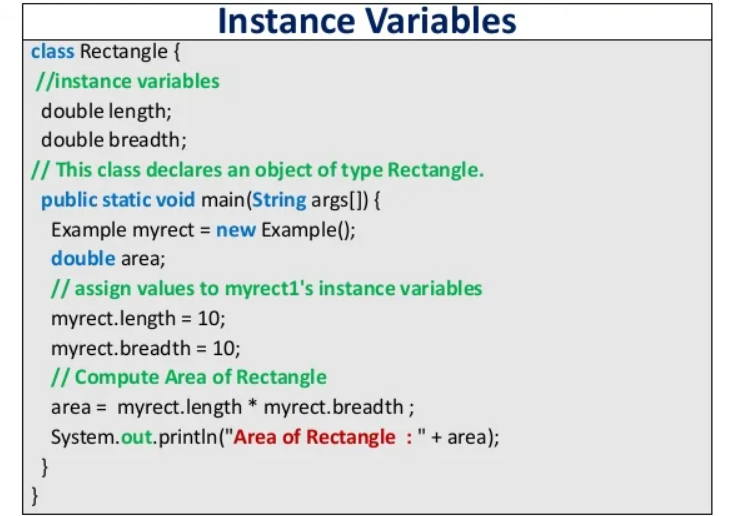 Instance Variables
class Rectangle {
//instance variables
double length;
double breadth;
// This class declares an object of type Rectangle.
public static void main(String args[]) {
Example myrect = new Example();
double area;
// assign values to myrect1's instance variables
myrect.length = 10;
myrect.breadth = 10;
// Compute Area of Rectangle
area =  myrect.length * myrect.breadth ;
System.out.println("Area of Rectangle  : " + area);
}
}